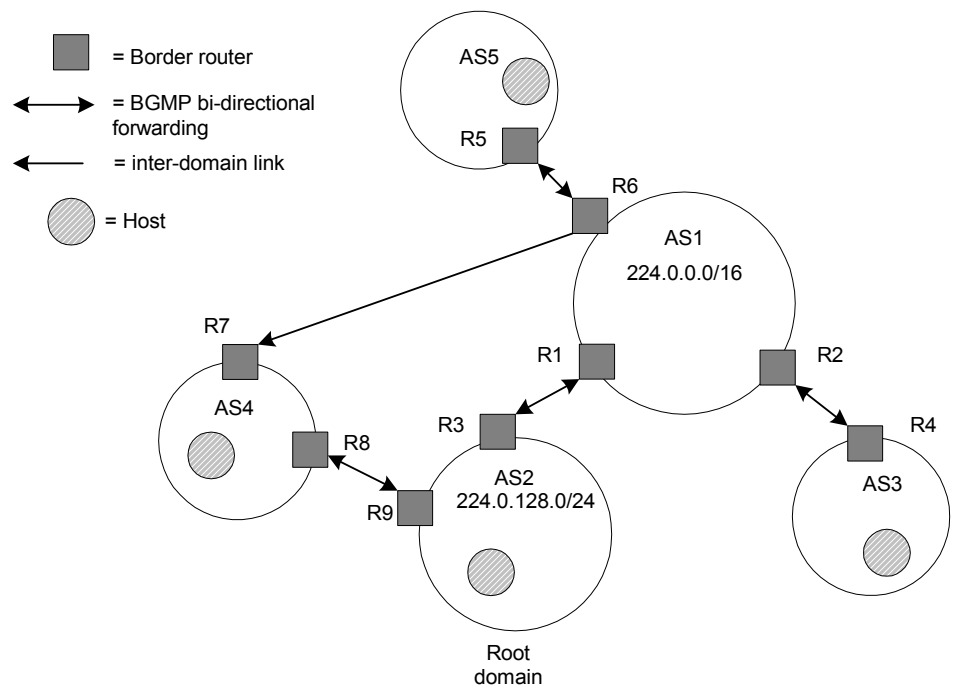 = Border router
= BGMP bi-directional
forwarding
= inter-domain link
= Host
AS5
R5
R6
AS1
224.0.0.0/16
R7
R1
R2
AS4
R3
R4
R8
AS2
AS3
224.0.128.0/24
R9
Root
domain